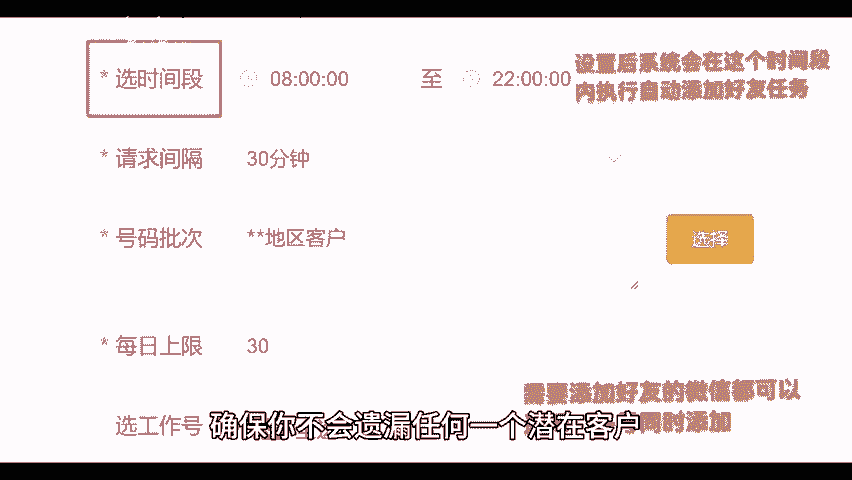 * 选时间段 08:00:00 至 22:00:00
设置后系统会在这个时间段
内执行自动添加好友任务
* 请求间隔 30分钟
* 号码批次 **地区客户
选择
* 每日上限 30
需要添加好友的微信都可以
同时添加
选工作号
确保你不会遗漏任何一个潜在客户